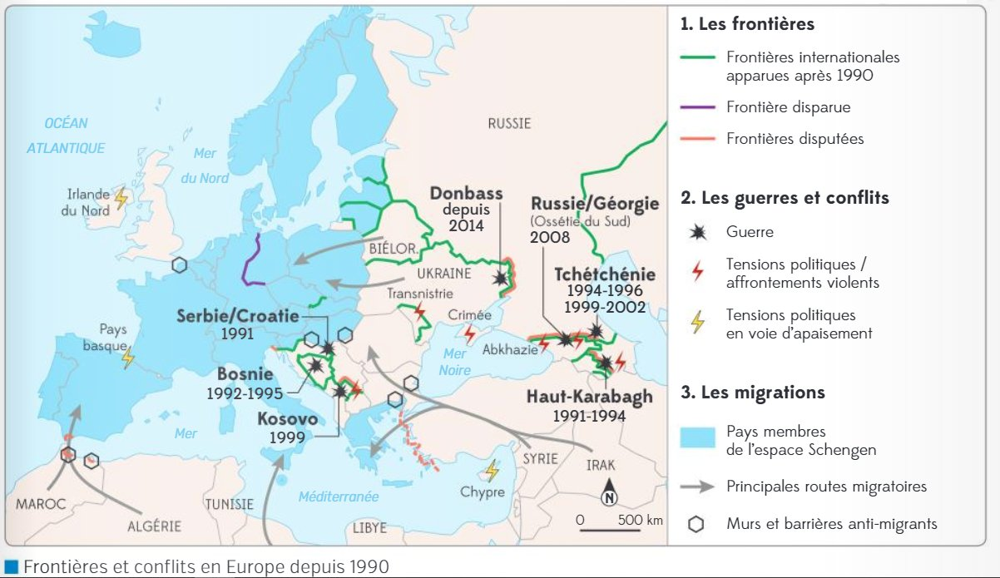 OCÉAN
ATLANTIQUE
Mer
du Nord
RUSSIE
Irlande
du Nord
Donbass
depuis
2014
Russie/Géorgie
(Ossétie du Sud)
2008
BIÉLOR.
UKRAINE
Transnistrie
Tchétchénie
1994-1996
1999-2002
Serbie/Croatie
1991
Crimée
Pays
basque
Abkhazie
Mer
Noire
Bosnie
1992-1995
Haut-Karabagh
1991-1994
Kosovo
1999
Mer
Méditerranée
SYRIE
IRAK
Chypre
MAROC
ALGÉRIE
TUNISIE
LIBYE
N
0 500 km
1. Les frontières
Frontières internationales
apparues après 1990
Frontière disparue
Frontières disputées
2. Les guerres et conflits
Guerre
Tensions politiques /
affrontements violents
Tensions politiques
en voie d'apaisement
3. Les migrations
Pays membres
de l'espace Schengen
Principales routes migratoires
Murs et barrières anti-migrants
Frontières et conflits en Europe depuis 1990